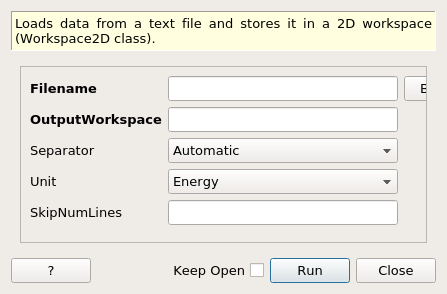 Loads data from a text file and stores it in a 2D workspace
(Workspace2D class).
Filename
OutputWorkspace
Separator Automatic
Unit Energy
SkipNumLines
? Keep Open Run Close